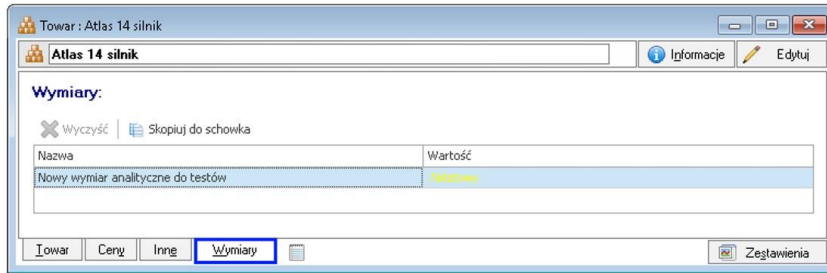 Towar : Atlas 14 silnik
Atlas 14 silnik
Informacje
Edytuj
Wymiary:
Wyczyść
Skopiuj do schowka
Nazwa
Wartość
Nowy wymiar analityczne do testów
Towar
Ceny
Inne
Wymiary
Zestawienia